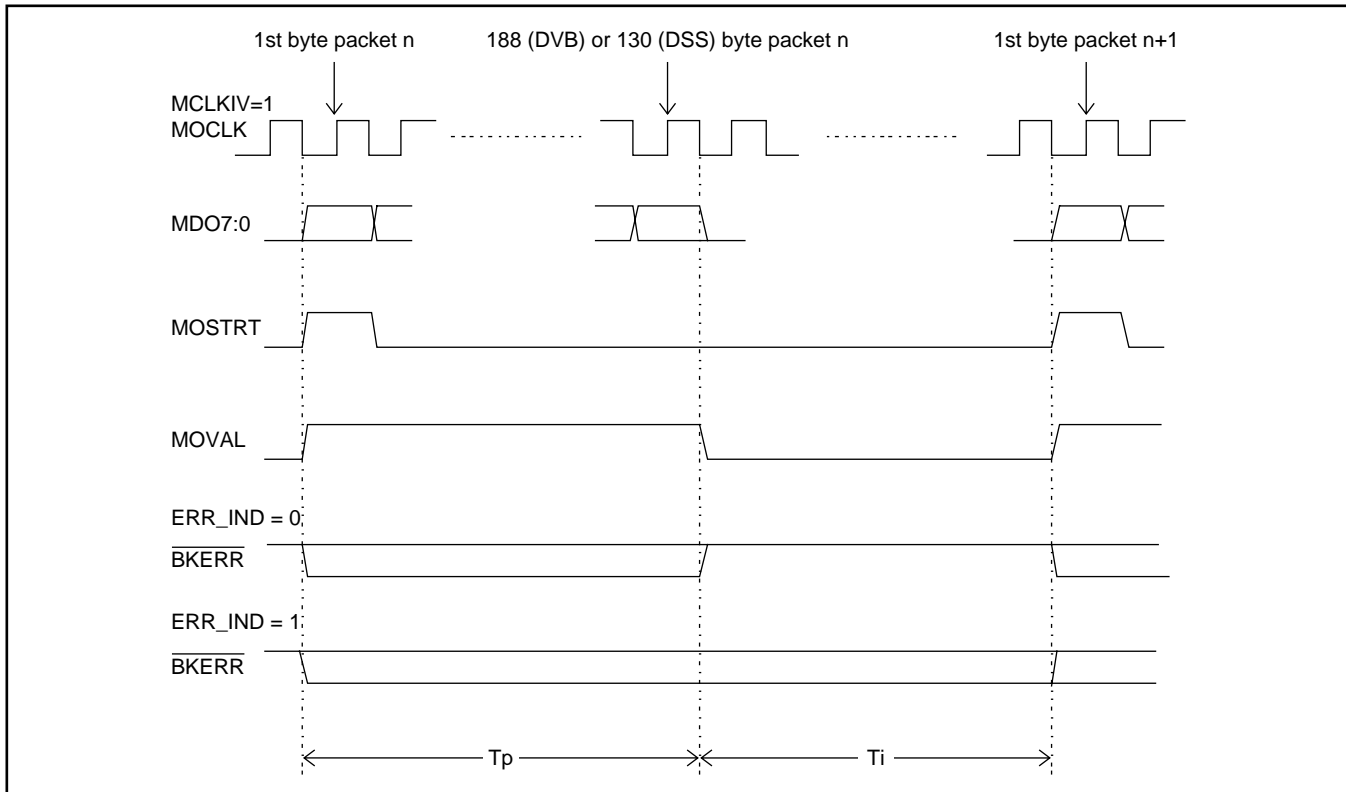 1st byte packet n
188 (DVB) or 130 (DSS) byte packet n
1st byte packet n+1
MCLKIV=1
MOCLK
MDO7:0
MOSTRT
MOVAL
ERR_IND = 0
BKERR
ERR_IND = 1
BKERR
Tp
Ti